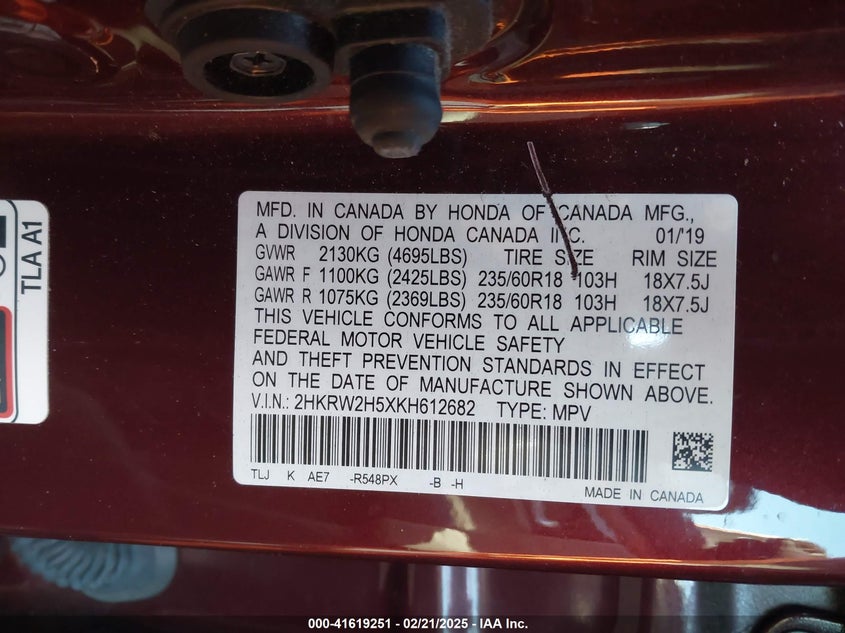 TLA A1
MFD. IN CANADA BY HONDA OF CANADA MFG.,
A DIVISION OF HONDA CANADA INC. 01/'19
GVWR 2130KG (4695LBS) TIRE SIZE RIM SIZE
GAWR F 1100KG (2425LBS) 235/60R18 103H 18X7.5J
GAWR R 1075KG (2369LBS) 235/60R18 103H 18X7.5J
THIS VEHICLE CONFORMS TO ALL APPLICABLE
FEDERAL MOTOR VEHICLE SAFETY
AND THEFT PREVENTION STANDARDS IN EFFECT
ON THE DATE OF MANUFACTURE SHOWN ABOVE.
V.I.N.: 2HKRW2H5XKH612682 TYPE: MPV
TLJ K AE7 -R548PX -B -H
MADE IN CANADA
000-41619251 - 02/21/2025 - IAA Inc.